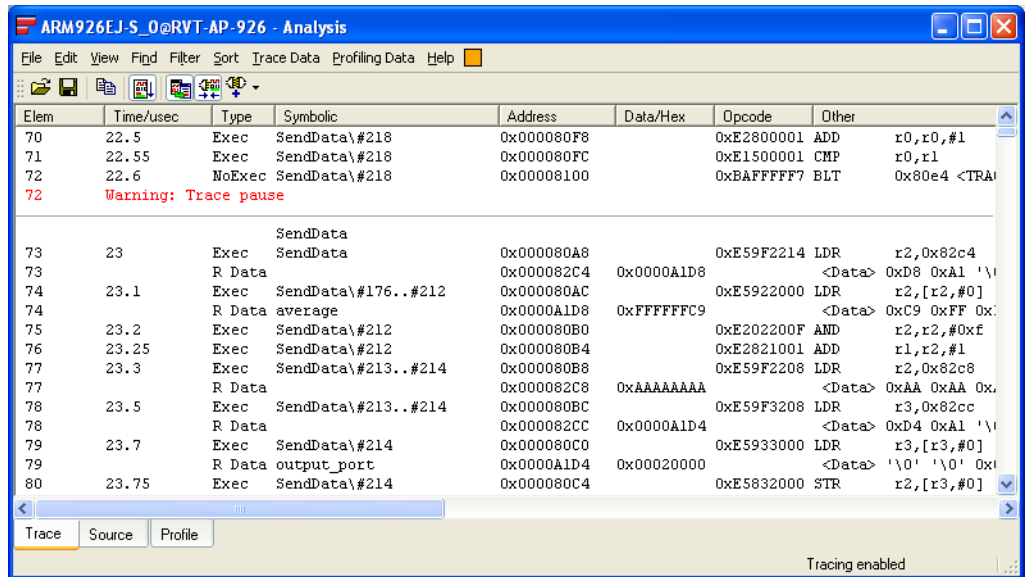 ARM926EJ-S_0@RVT-AP-926 - Analysis
File Edit View Find Filter Sort Trace Data Profiling Data Help
Elem Time/usec Type Symbolic Address Data/Hex Opcode Other
70 22.5 Exec SendData\#218 0x000080F8 0xE2800001 ADD r0,r0,#1
71 22.55 Exec SendData\#218 0x000080FC 0xE1500001 CMP r0,r1
72 22.6 NoExec SendData\#218 0x00008100 0xBAFFFFF7 BLT 0x80e4 <TRA
72 Warning: Trace pause
SendData
73 23 Exec SendData 0x000080A8 0xE59F2214 LDR r2,0x82c4
73 R Data 0x000082C4 0x0000A1D8 <Data> 0xD8 0xA1 '\
74 23.1 Exec SendData\#176..#212 0x000080AC 0xE5922000 LDR r2,[r2,#0]
74 R Data average 0x0000A1D8 0xFFFFFFC9 <Data> 0xC9 0xFF 0x
75 23.2 Exec SendData\#212 0x000080B0 0xE202200F AND r2,r2,#0xf
76 23.25 Exec SendData\#212 0x000080B4 0xE2821001 ADD r1,r2,#1
77 23.3 Exec SendData\#213..#214 0x000080B8 0xE59F2208 LDR r2,0x82c8
77 R Data 0x000082C8 0xAAAAAAAA <Data> 0xAA 0xAA 0x
78 23.5 Exec SendData\#213..#214 0x000080BC 0xE59F3208 LDR r3,0x82cc
78 R Data 0x000082CC 0x0000A1D4 <Data> 0xD4 0xA1 '\
79 23.7 Exec SendData\#214 0x000080C0 0xE5933000 LDR r3,[r3,#0]
79 R Data output_port 0x0000A1D4 0x00020000 <Data> '\0' '\0' 0x
80 23.75 Exec SendData\#214 0x000080C4 0xE5832000 STR r2,[r3,#0]
Trace Source Profile
Tracing enabled